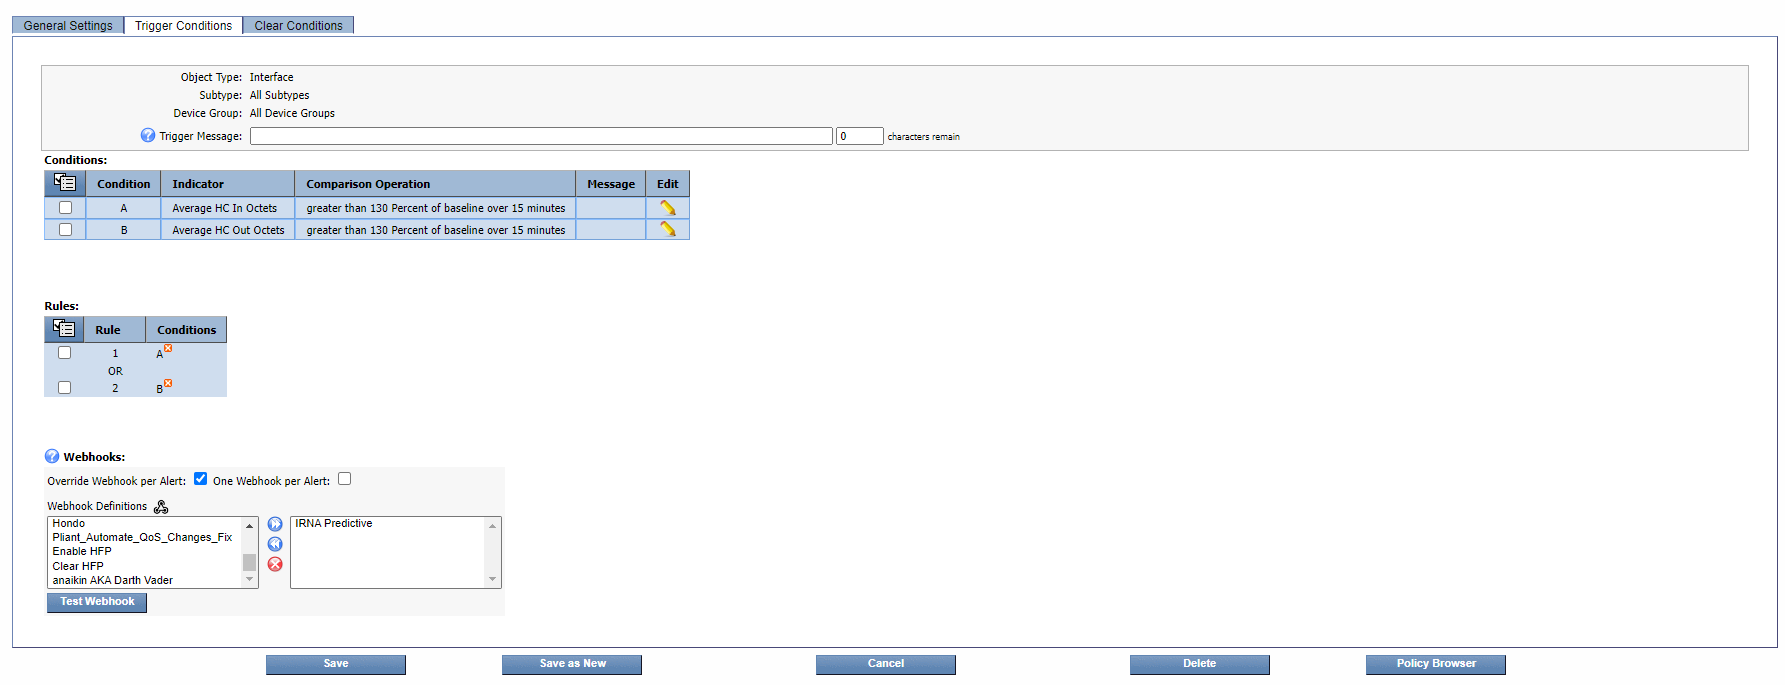 General Settings Trigger Conditions Clear Conditions
Object Type: Interface
Subtype: All Subtypes
Device Group: All Device Groups
? Trigger Message: 0 characters remain
Conditions:
Condition Indicator Comparison Operation Message Edit
A Average HC In Octets greater than 130 Percent of baseline over 15 minutes
B Average HC Out Octets greater than 130 Percent of baseline over 15 minutes
Rules:
Rule Conditions
1 A
OR
2 B
? Webhooks:
Override Webhook per Alert: One Webhook per Alert:
Webhook Definitions
Hondo
Pliant_Automate_QoS_Changes_Fix
Enable HFP
Clear HFP
anaikin AKA Darth Vader
IRNA Predictive
Test Webhook
Save Save as New Cancel Delete Policy Browser